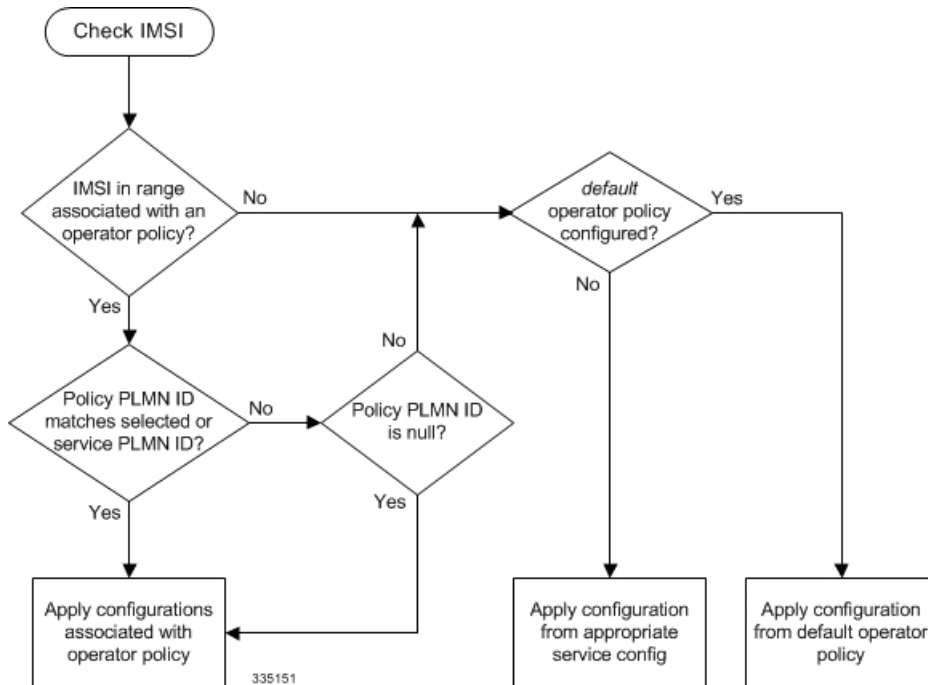 Check IMSI
IMSI in range
associated with an
operator policy?
No
Yes
default
operator policy
configured?
Yes
No
Policy PLMN ID
matches selected or
service PLMN ID?
No
Yes
Policy PLMN ID
is null?
No
Yes
Apply configurations
associated with
operator policy
Apply configuration
from appropriate
service config
Apply configuration
from default operator
policy
335151